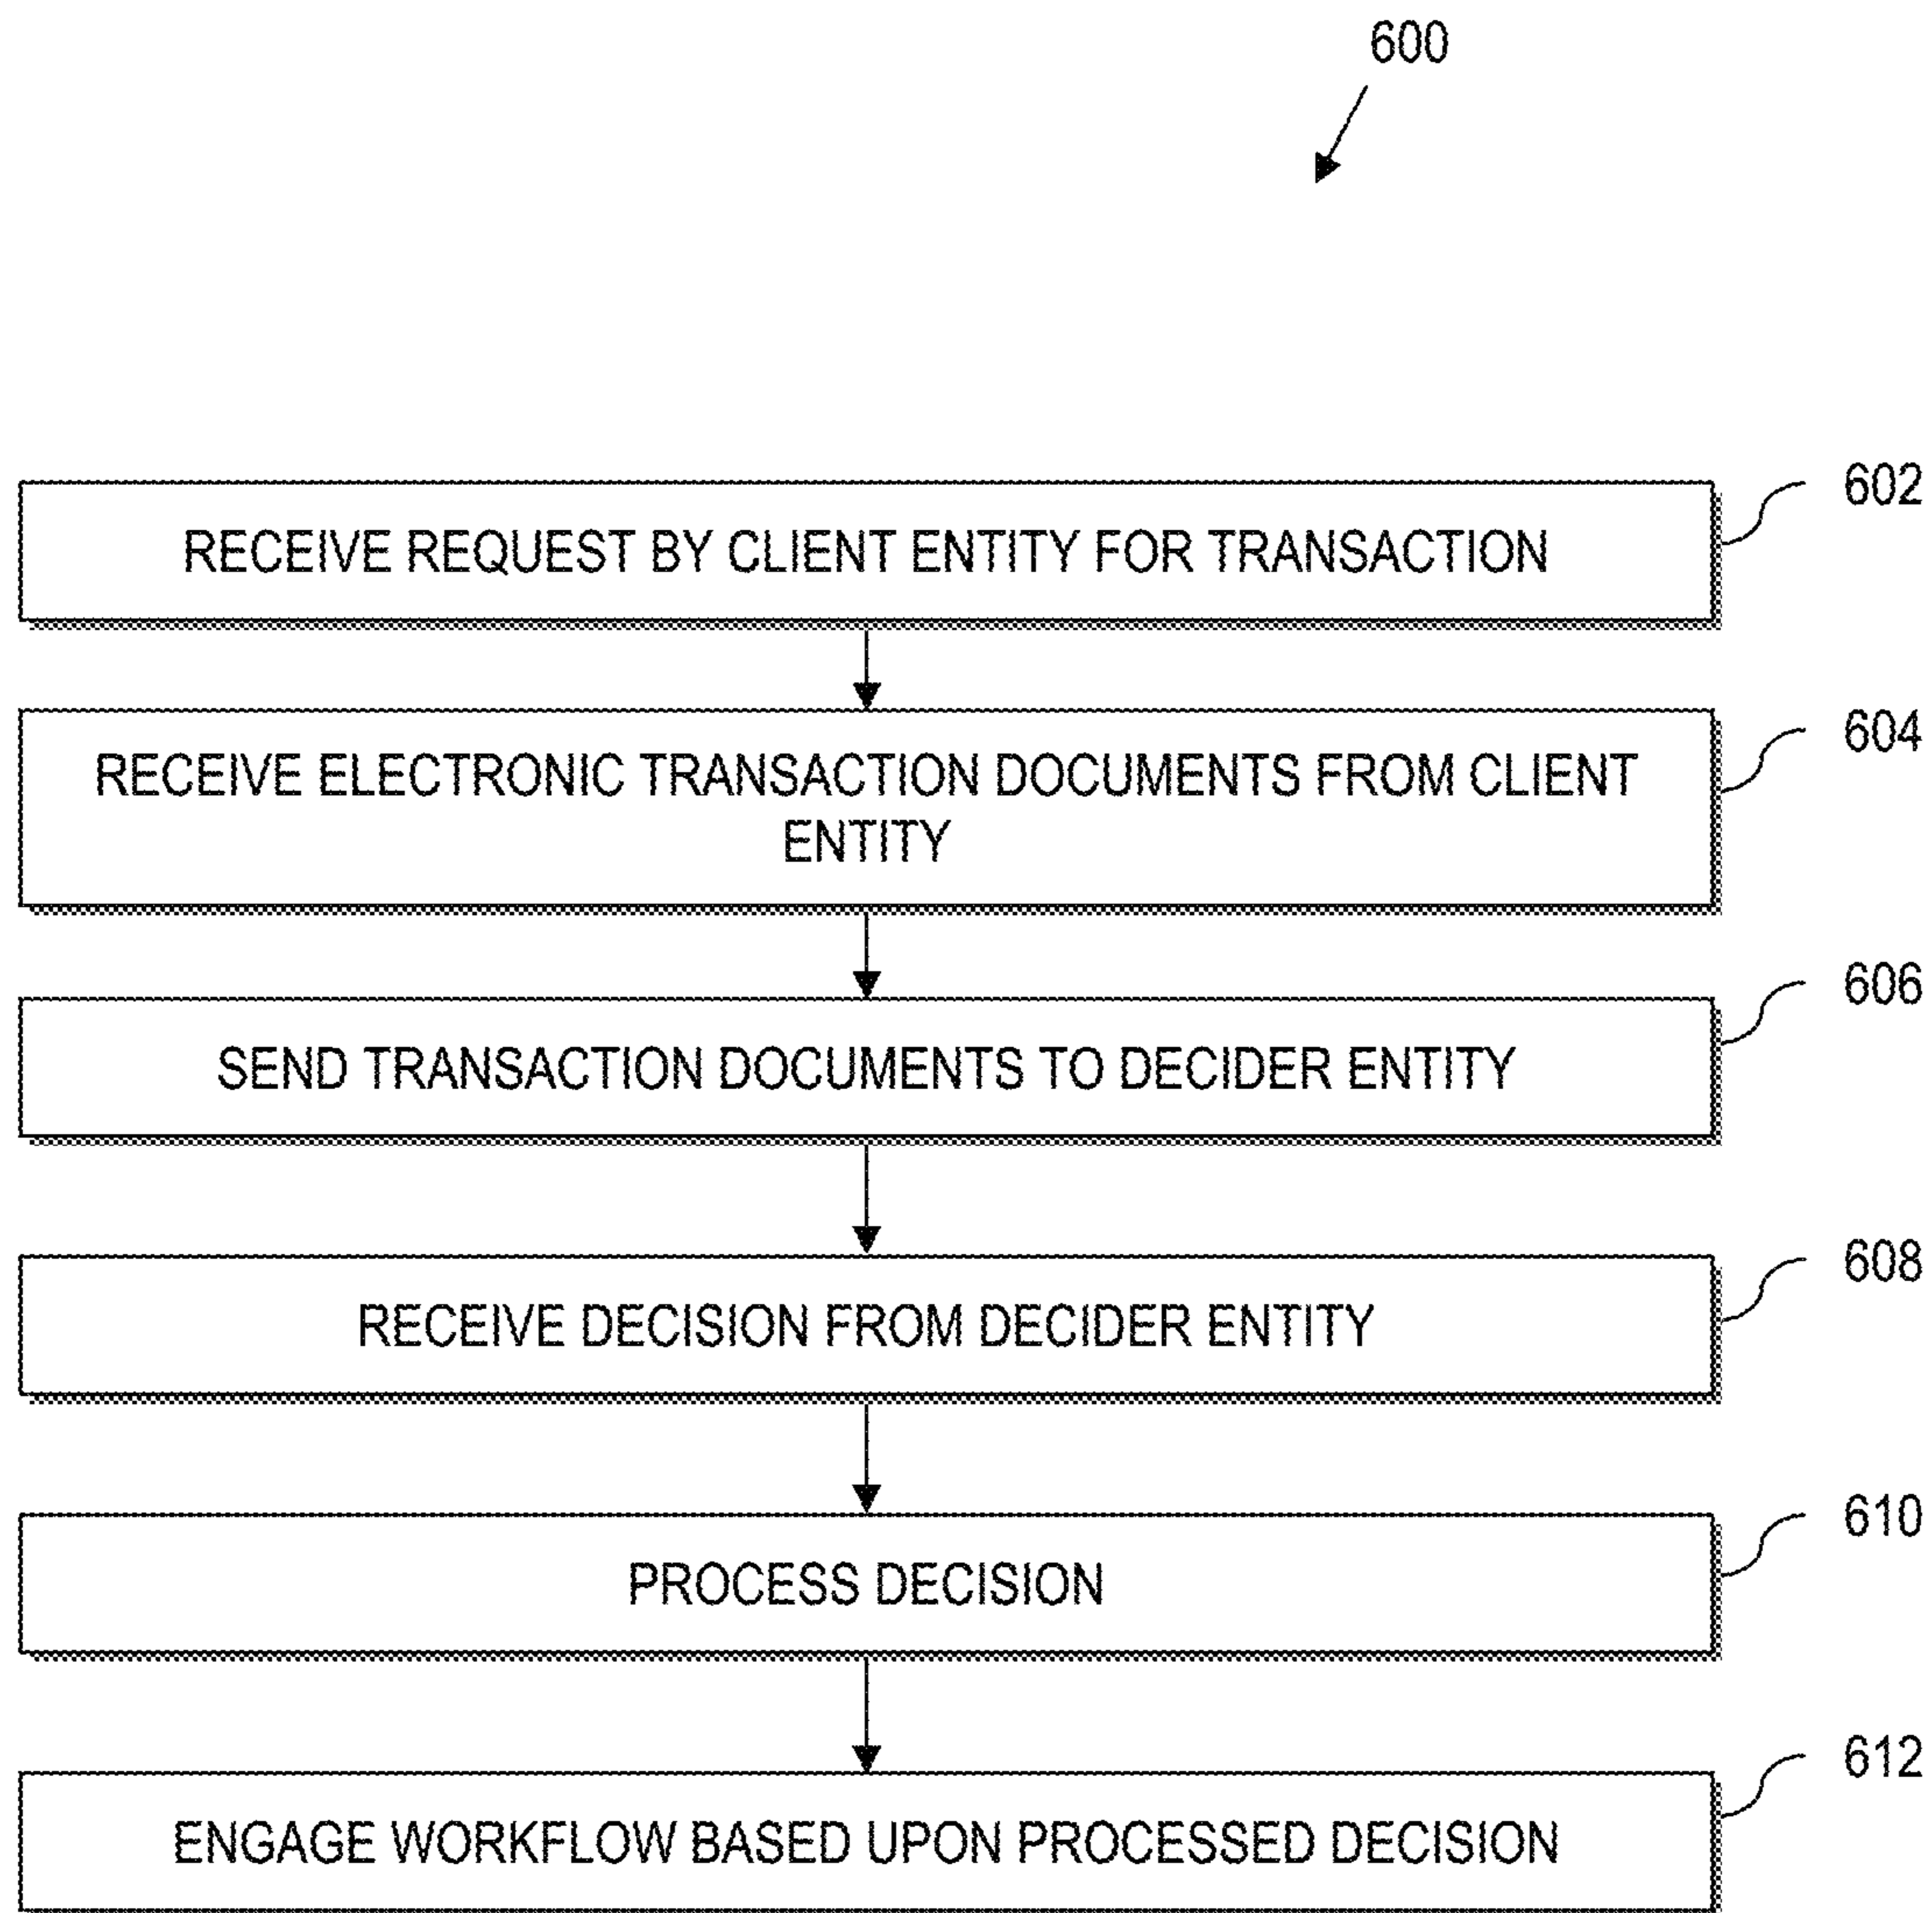 600
RECEIVE REQUEST BY CLIENT ENTITY FOR TRANSACTION
602
RECEIVE ELECTRONIC TRANSACTION DOCUMENTS FROM CLIENT
ENTITY
604
SEND TRANSACTION DOCUMENTS TO DECIDER ENTITY
606
RECEIVE DECISION FROM DECIDER ENTITY
608
PROCESS DECISION
610
ENGAGE WORKFLOW BASED UPON PROCESSED DECISION
612